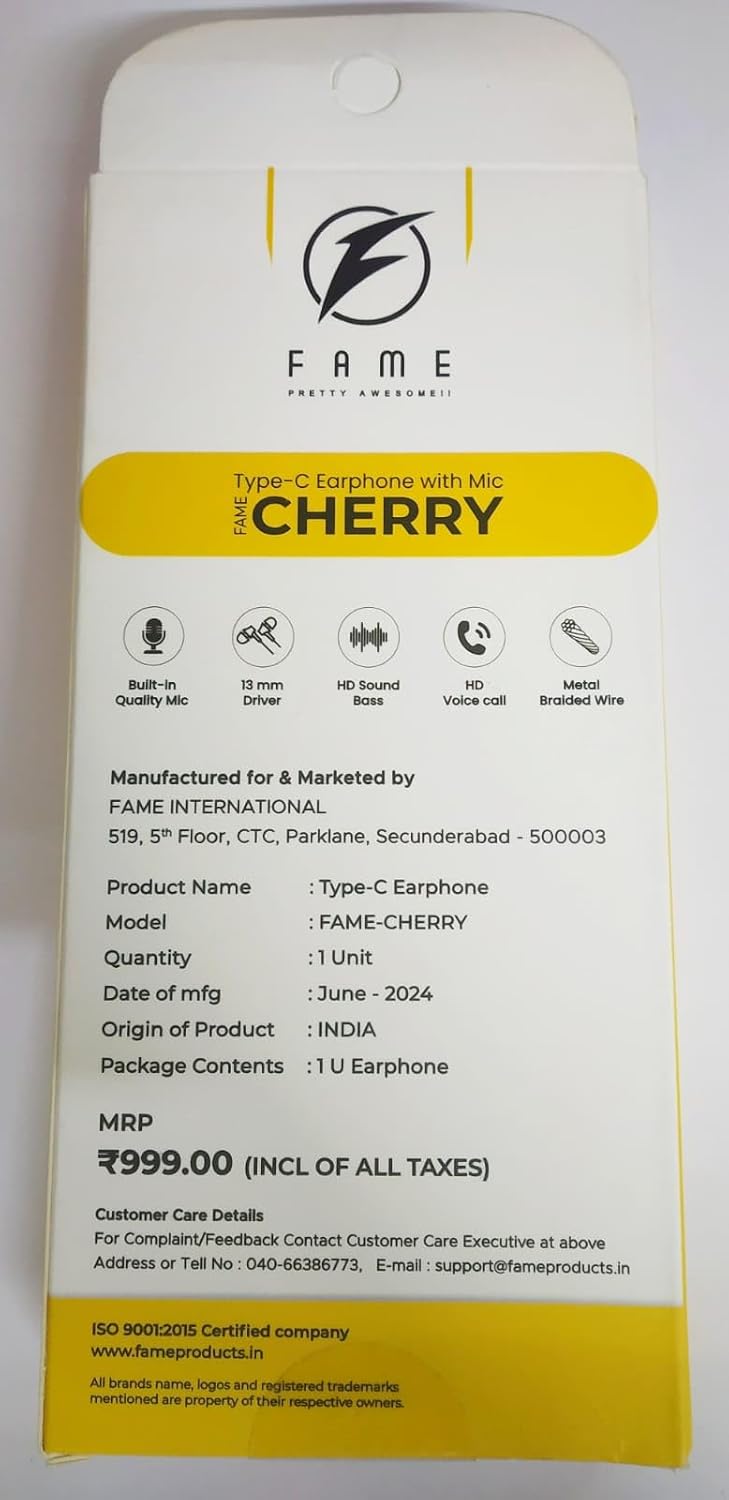 FAME
PRETTY AWESOME!!
Type-C Earphone with Mic
FAME CHERRY
Built-in Quality Mic
13 mm Driver
HD Sound Bass
HD Voice call
Metal Braided Wire
Manufactured for & Marketed by
FAME INTERNATIONAL
519, 5th Floor, CTC, Parklane, Secunderabad - 500003
Product Name : Type-C Earphone
Model : FAME-CHERRY
Quantity : 1 Unit
Date of mfg : June - 2024
Origin of Product : INDIA
Package Contents : 1 U Earphone
MRP
₹999.00 (INCL OF ALL TAXES)
Customer Care Details
For Complaint/Feedback Contact Customer Care Executive at above
Address or Tell No : 040-66386773, E-mail : support@fameproducts.in
ISO 9001:2015 Certified company
www.fameproducts.in
All brands name, logos and registered trademarks
mentioned are property of their respective owners.